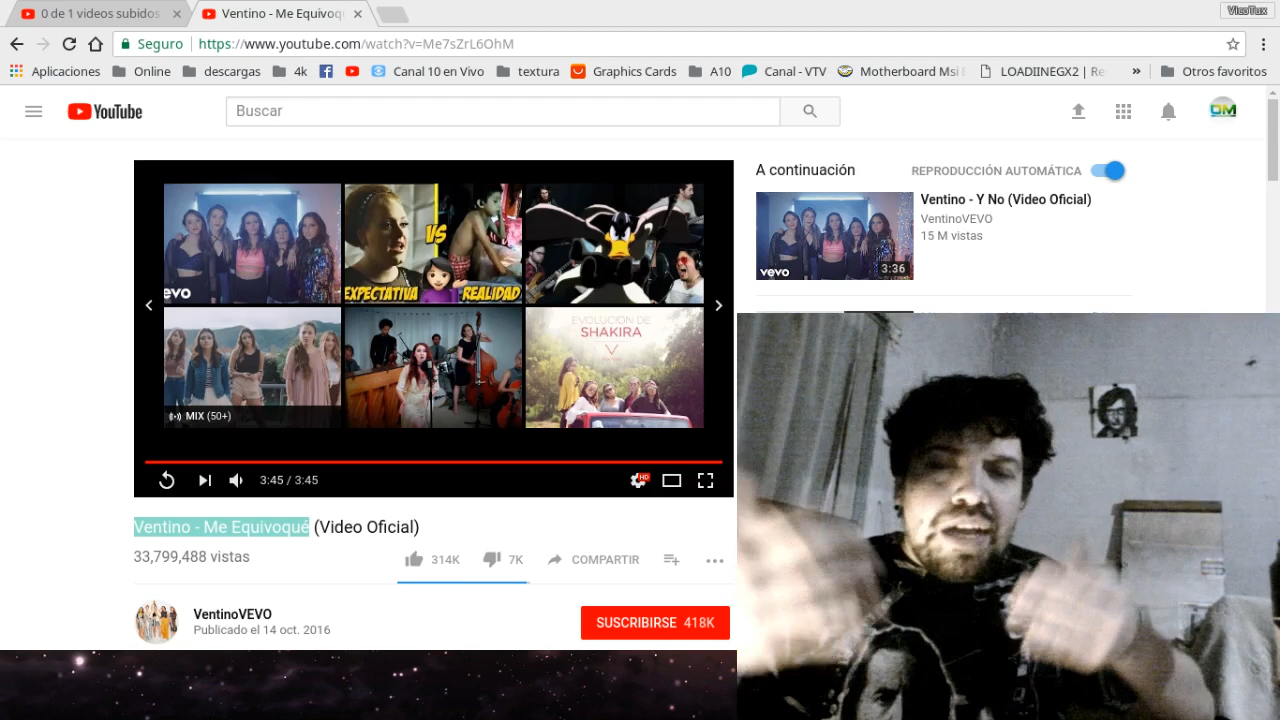 0 de 1 videos subidos
Ventino - Me Equivoq
VicoTux
Seguro
https://www.youtube.com/watch?v=Me7sZrL6OhM
Aplicaciones
Online
descargas
4k
Canal 10 en Vivo
textura
Graphics Cards
A10
Canal - VTV
Motherboard Msi
LOADIINEGX2 | Re
»
Otros favoritos
YouTube
Buscar
OM
A continuación
REPRODUCCIÓN AUTOMÁTICA
Ventino - Y No (Video Oficial)
VentinoVEVO
15 M vistas
vevo
3:36
evo
VS
EXPECTATIVA
REALIDAD
EVOLUCIÓN DE
SHAKIRA
MIX (50+)
3:45 / 3:45
HD
Ventino - Me Equivoqué (Video Oficial)
33,799,488 vistas
314K
7K
COMPARTIR
VentinoVEVO
Publicado el 14 oct. 2016
SUSCRIBIRSE 418K